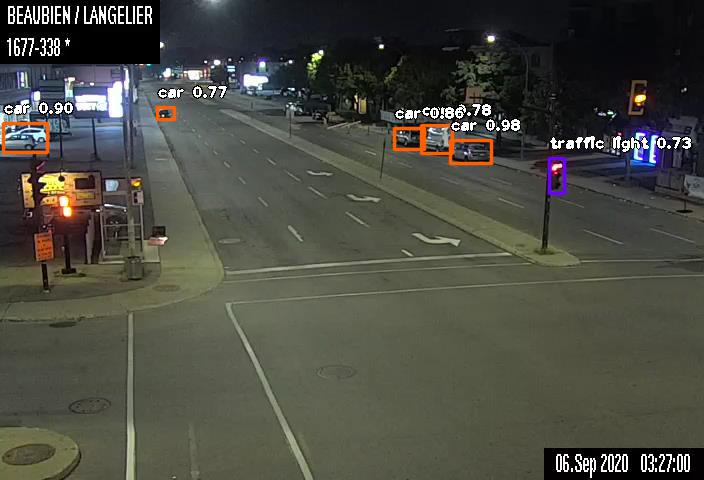 BEAUBIEN / LANGELIER
1677-338 *
car 0.77
car 0.90
car 0.86
0.78
car 0.98
traffic light 0.73
06.Sep 2020 03:27:00